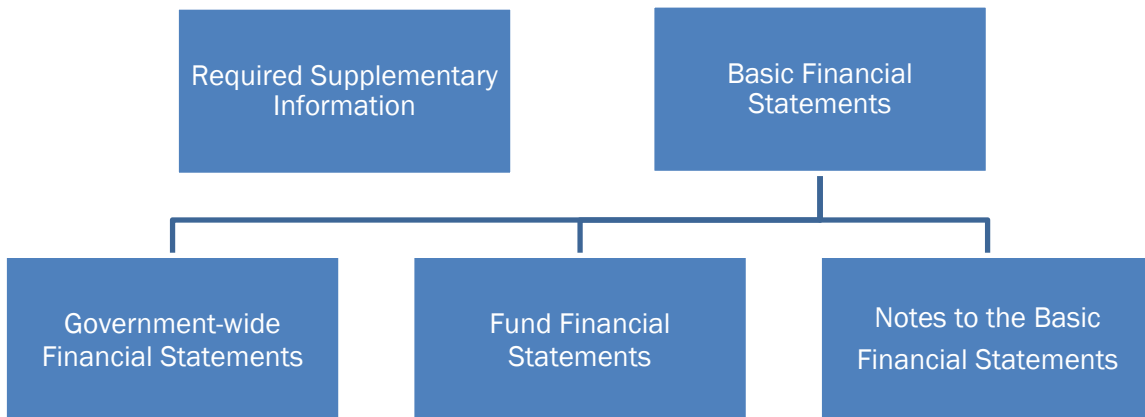 Required Supplementary
Information
Basic Financial
Statements
Government-wide
Financial Statements
Fund Financial
Statements
Notes to the Basic
Financial Statements